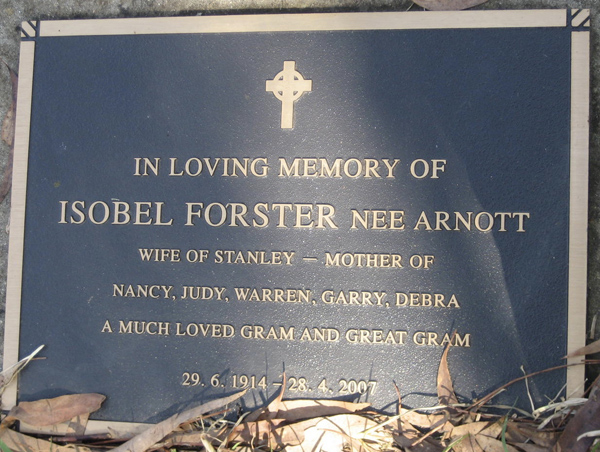 IN LOVING MEMORY OF
ISOBEL FORSTER NEE ARNOTT
WIFE OF STANLEY – MOTHER OF
NANCY, JUDY, WARREN, GARRY, DEBRA
A MUCH LOVED GRAM AND GREAT GRAM
29. 6. 1914 – 28. 4. 2007